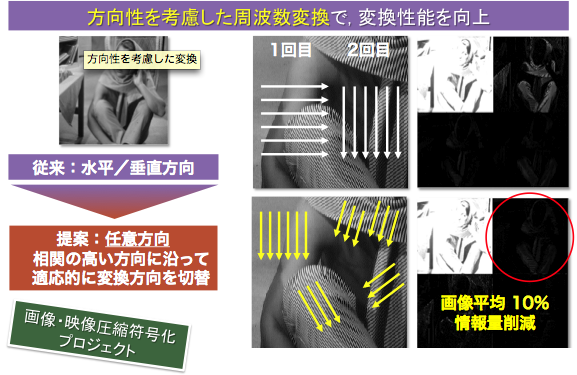 方向性を考慮した周波数変換で，変換性能を向上
方向性を考慮した変換
1回目 2回目
従来：水平／垂直方向
提案：任意方向
相関の高い方向に沿って
適応的に変換方向を切替
画像平均 10%
情報量削減
画像・映像圧縮符号化
プロジェクト